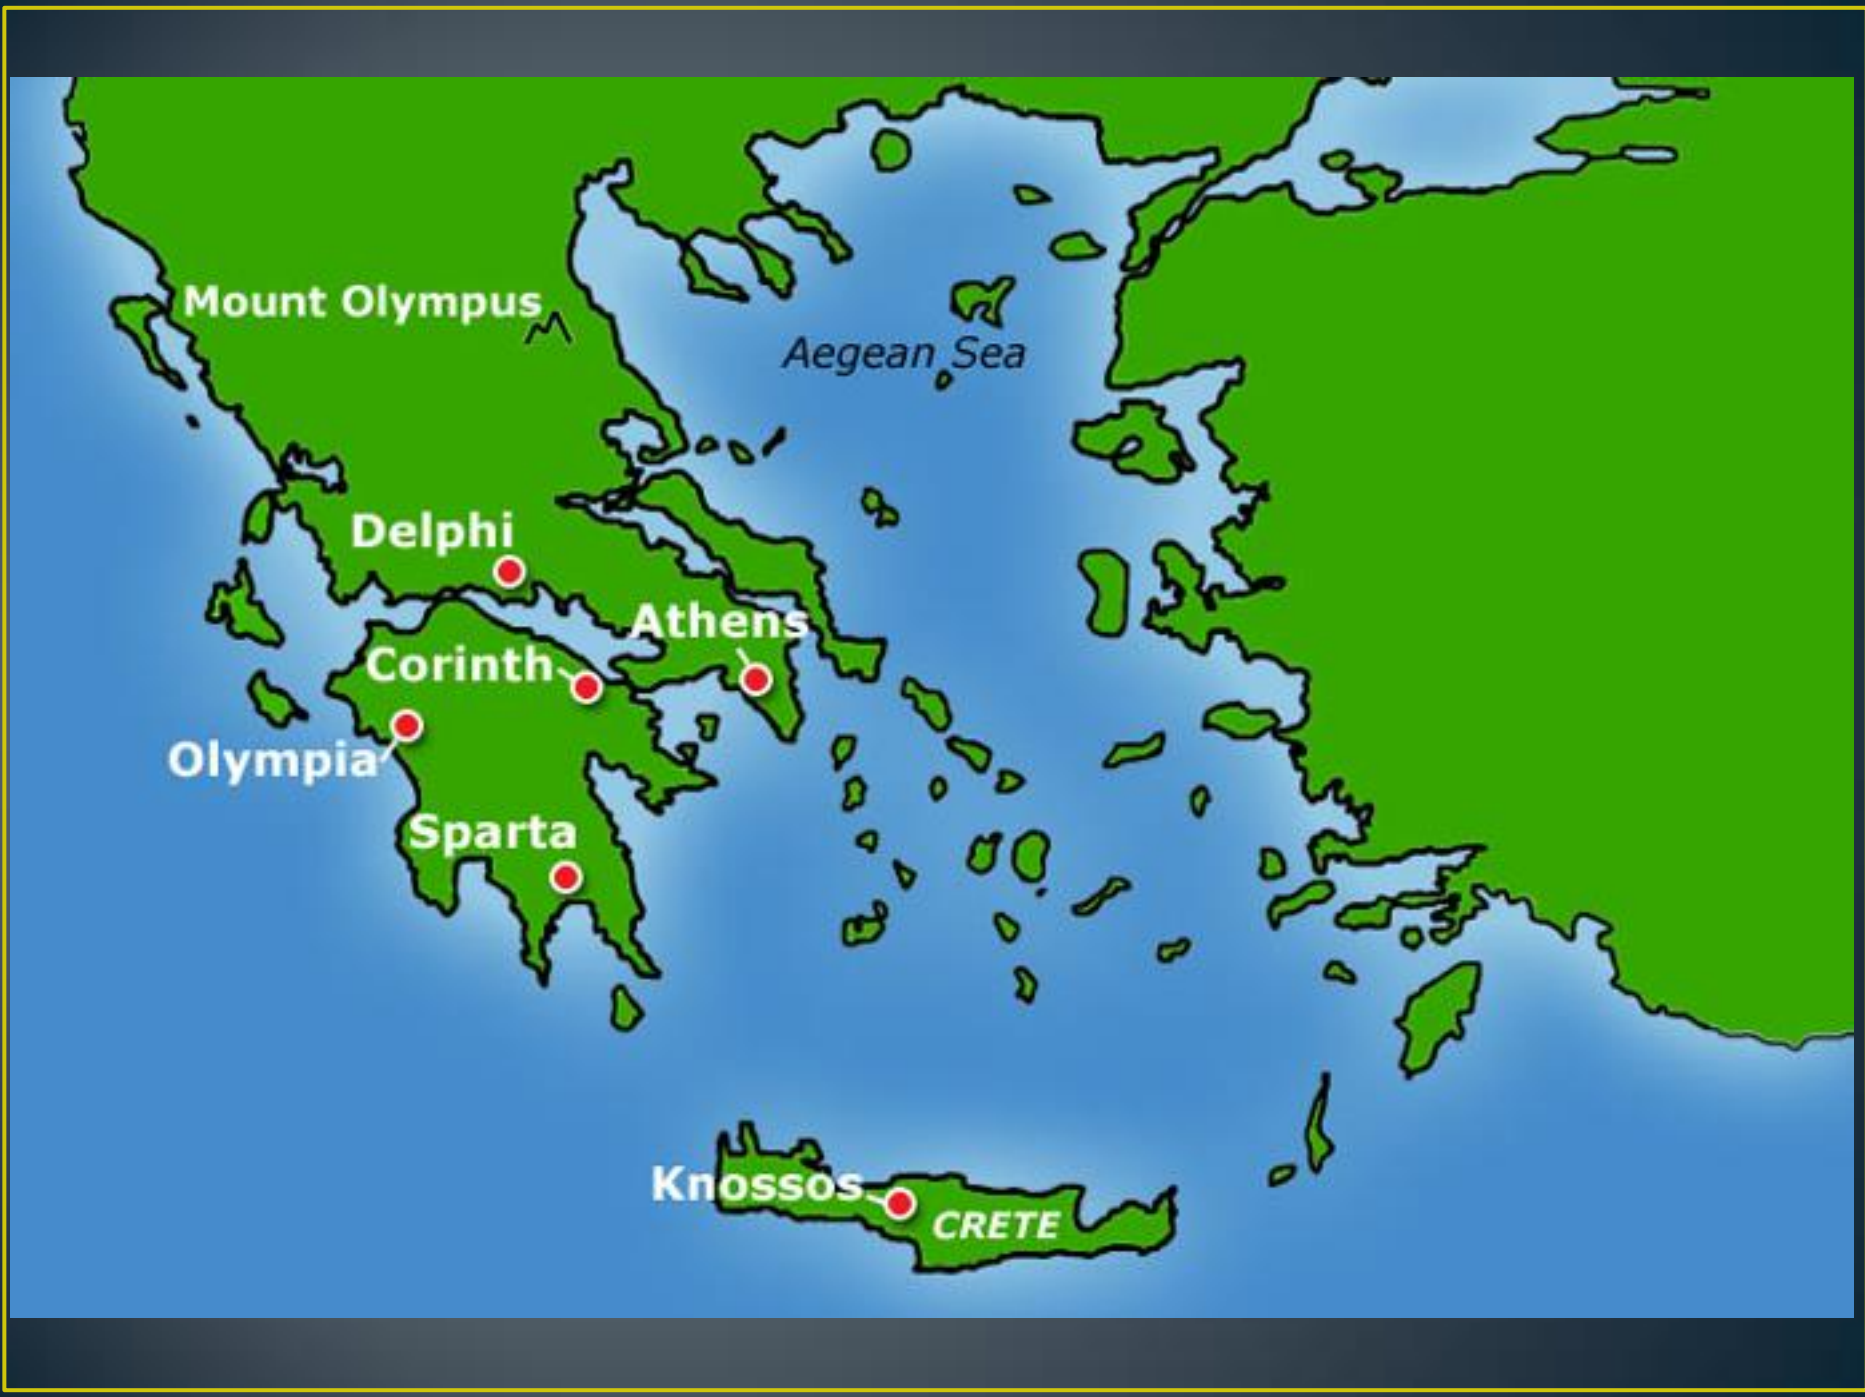 Mount Olympus
Aegean Sea
Delphi
Athens
Corinth
Olympia
Sparta
Knossos
CRETE